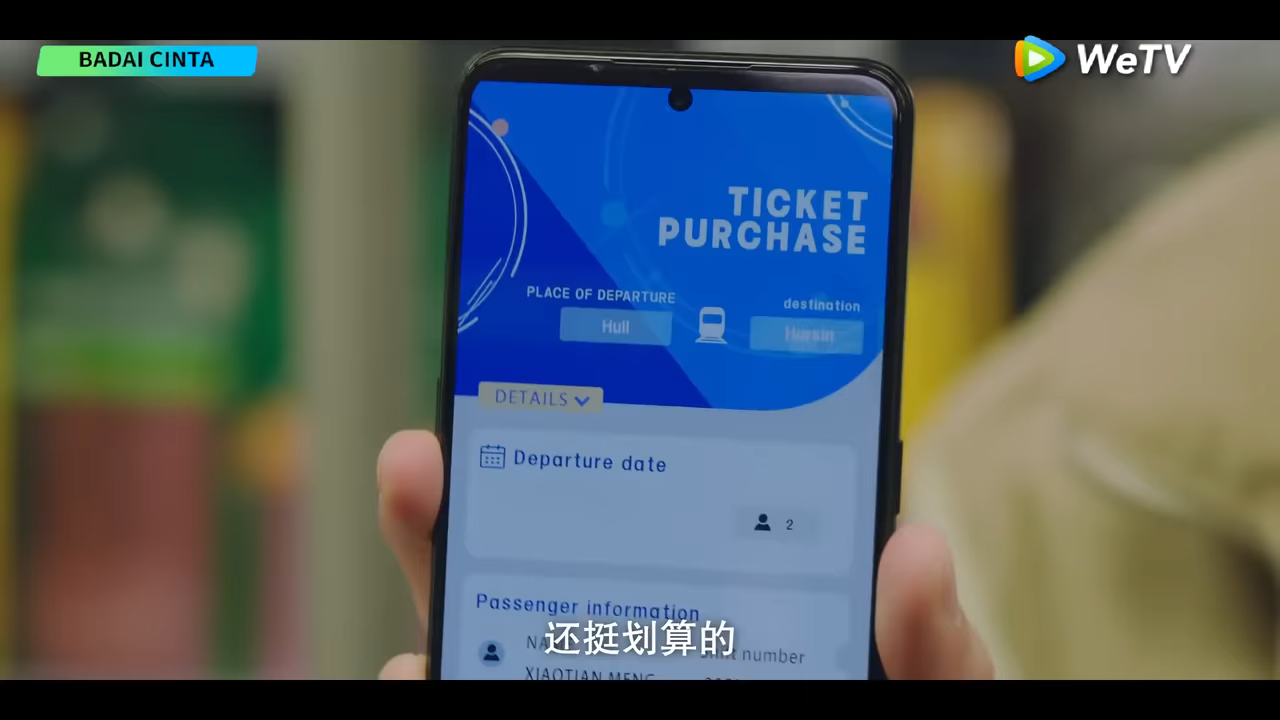 BADAI CINTA
WeTV
TICKET
PURCHASE
PLACE OF DEPARTURE
destination
Hull
DETAILS
Departure date
2
Passenger information
还挺划算的
number
XIAOTIAN MENG